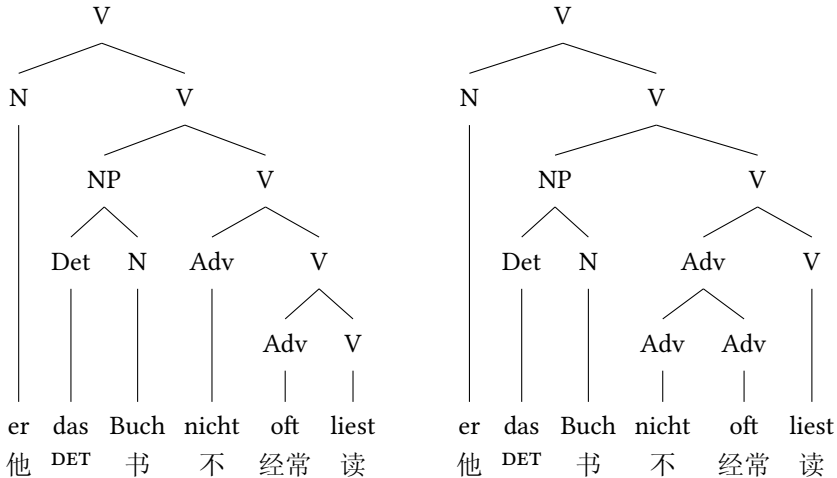 V V
N V N V
NP V NP V
Det N Adv V Det N Adv V
Adv V Adv Adv
er das Buch nicht oft liest er das Buch nicht oft liest
他 DET 书 不 经常 读 他 DET 书 不 经常 读